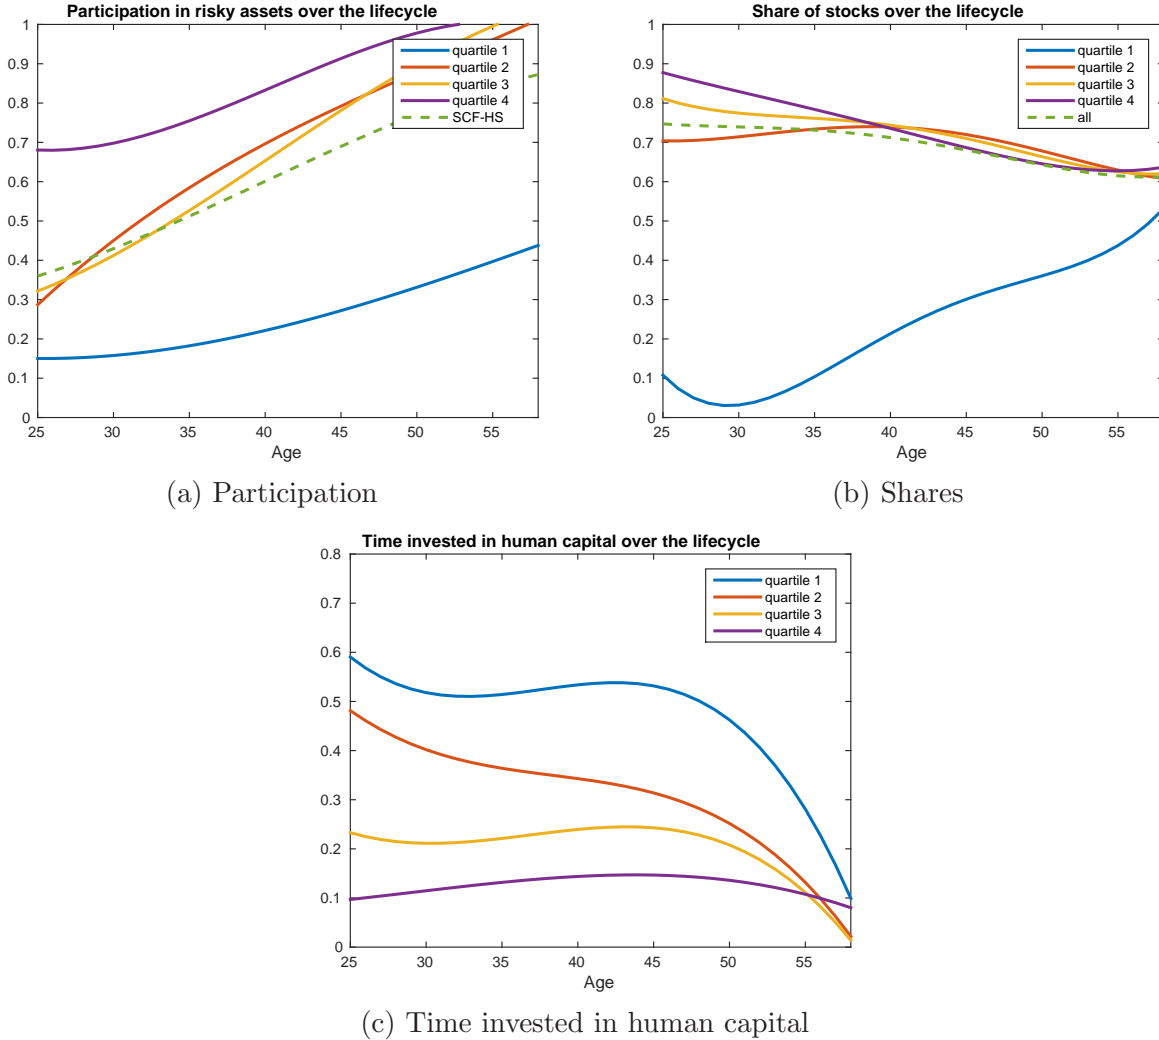 Participation in risky assets over the lifecycle
1
0.9
0.8
0.7
0.6
0.5
0.4
0.3
0.2
0.1
0
quartile 1
quartile 2
quartile 3
quartile 4
SCF-HS
25 30 35 40 45 50 55
Age
(a) Participation
Share of stocks over the lifecycle
1
0.9
0.8
0.7
0.6
0.5
0.4
0.3
0.2
0.1
0
quartile 1
quartile 2
quartile 3
quartile 4
all
25 30 35 40 45 50 55
Age
(b) Shares
Time invested in human capital over the lifecycle
0.8
0.7
0.6
0.5
0.4
0.3
0.2
0.1
0
quartile 1
quartile 2
quartile 3
quartile 4
25 30 35 40 45 50 55
Age
(c) Time invested in human capital